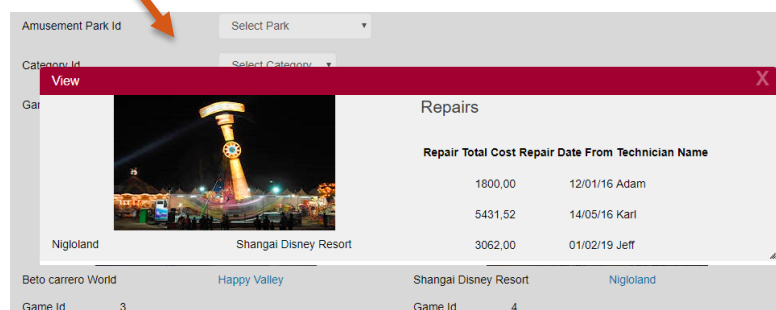 Amusement Park Id Select Park
Category Id Select Category
View X
Repairs
Repair Total Cost Repair Date From Technician Name
1800,00 12/01/16 Adam
5431,52 14/05/16 Karl
Nigloland Shangai Disney Resort 3062,00 01/02/19 Jeff
Beto carrero World Happy Valley Shangai Disney Resort Nigloland
Game Id 3 Game Id 4